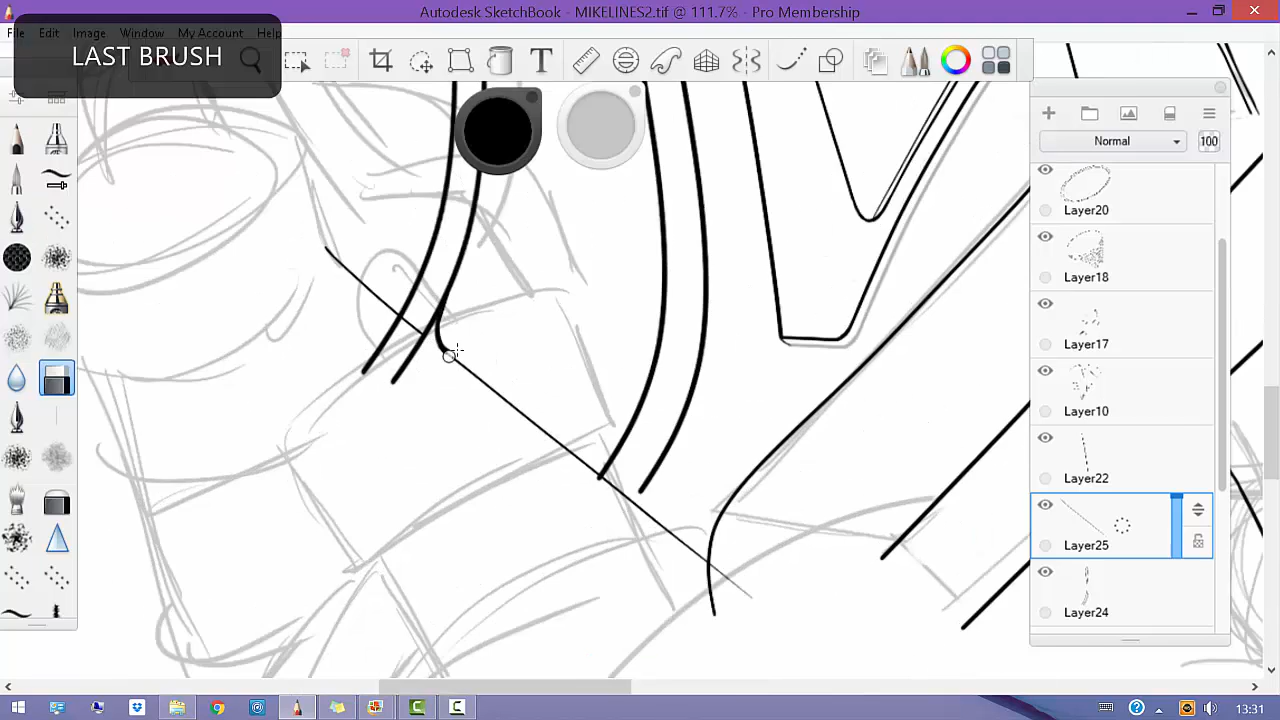 Autodesk SketchBook - MIKELINES2.tif @ 111.7% - Pro Membership
File Edit Image Window My Account Help
LAST BRUSH
T
Normal 100
Layer20
Layer18
Layer17
Layer10
Layer22
Layer25
Layer24
13:31